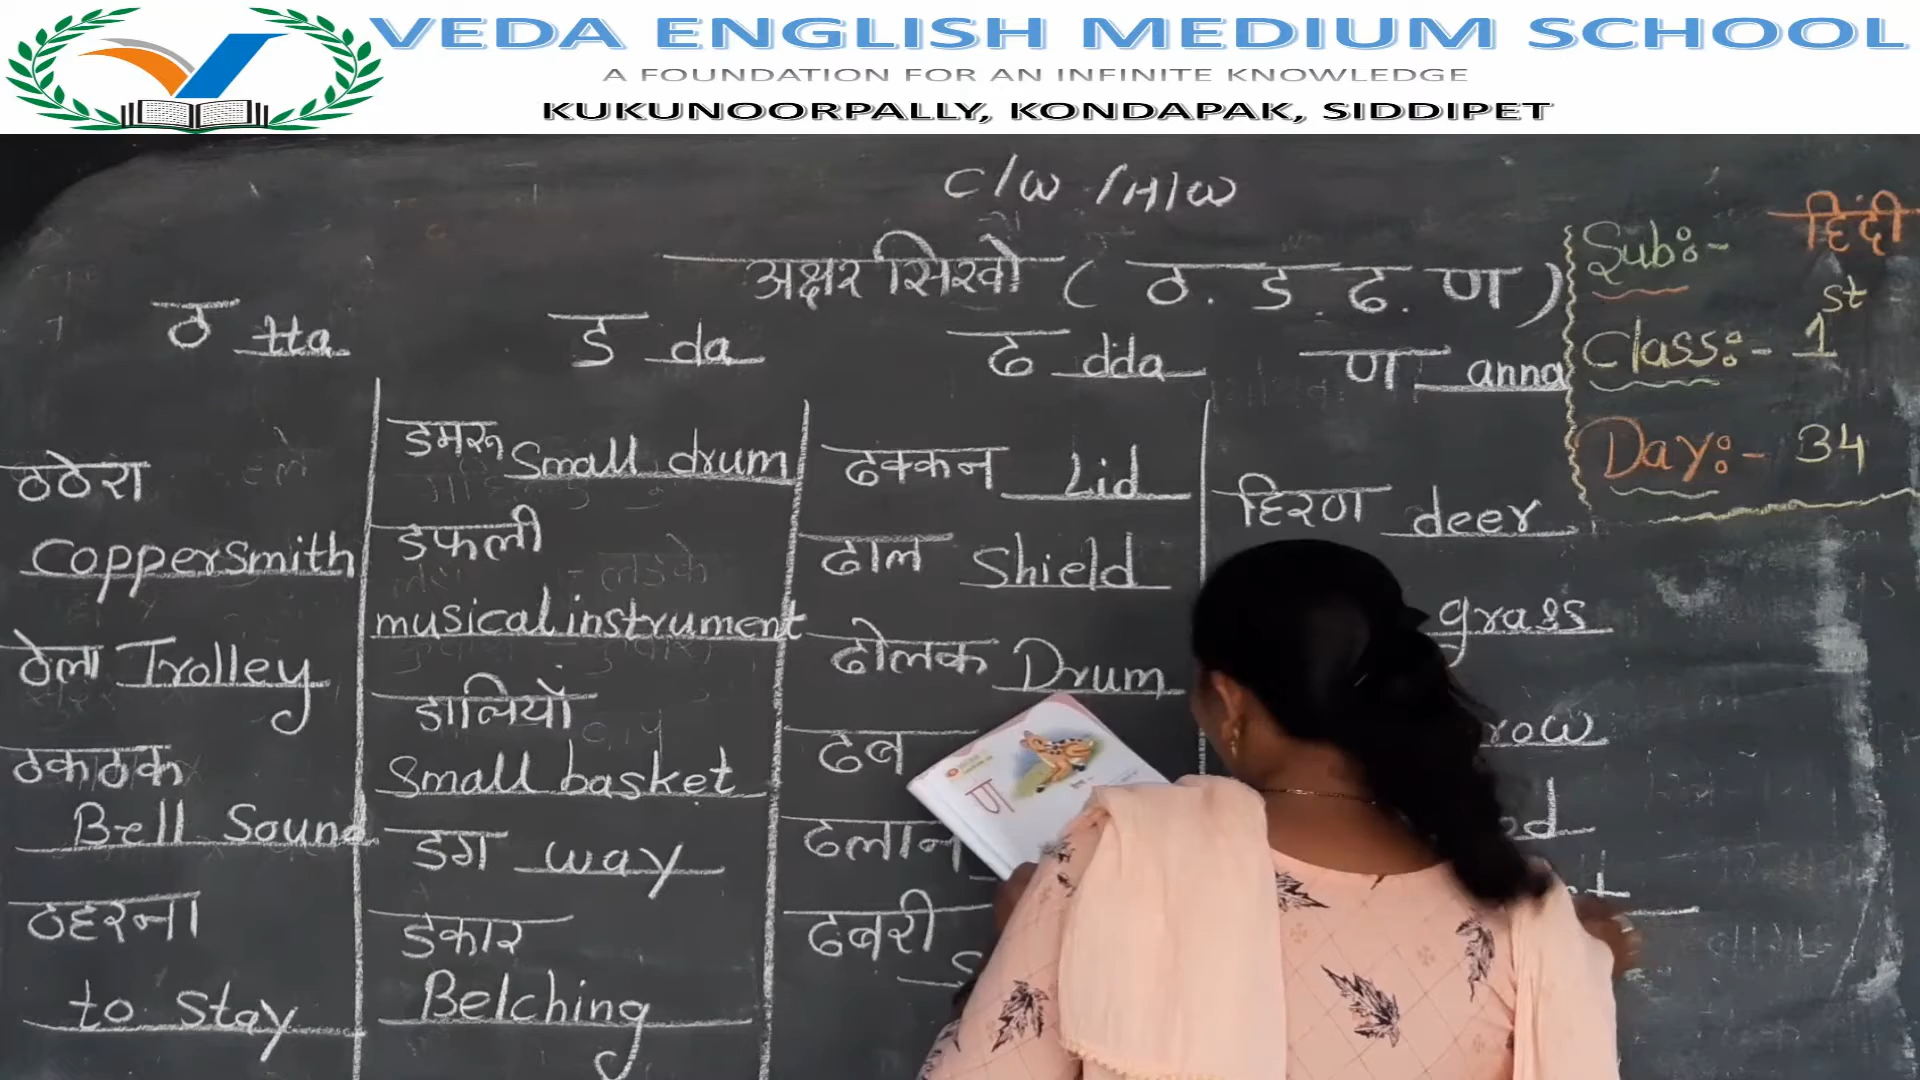 VEDA ENGLISH MEDIUM SCHOOL
A FOUNDATION FOR AN INFINITE KNOWLEDGE
KUKUNOORPALLY, KONDAPAK, SIDDIPET
C/W /H/W
अक्षर सिखो (ठ. ड ढ. ण)
Sub:- हिंदी
Class:- 1st
Day:- 34
ठ tta
ठठेरा
Coppersmith
ठेला Trolley
ठकठक
Bell Sound
ठहरना
to stay
ड da
डमरू Small drum
डफली
musical instrument
डालियाँ
Small basket
डग way
डकार
Belching
ढ dda
ढक्कन Lid
ढाल Shield
ढोलक Drum
ढब
ढलान
ढबरी
ण anna
हिरण deer
grass
ण